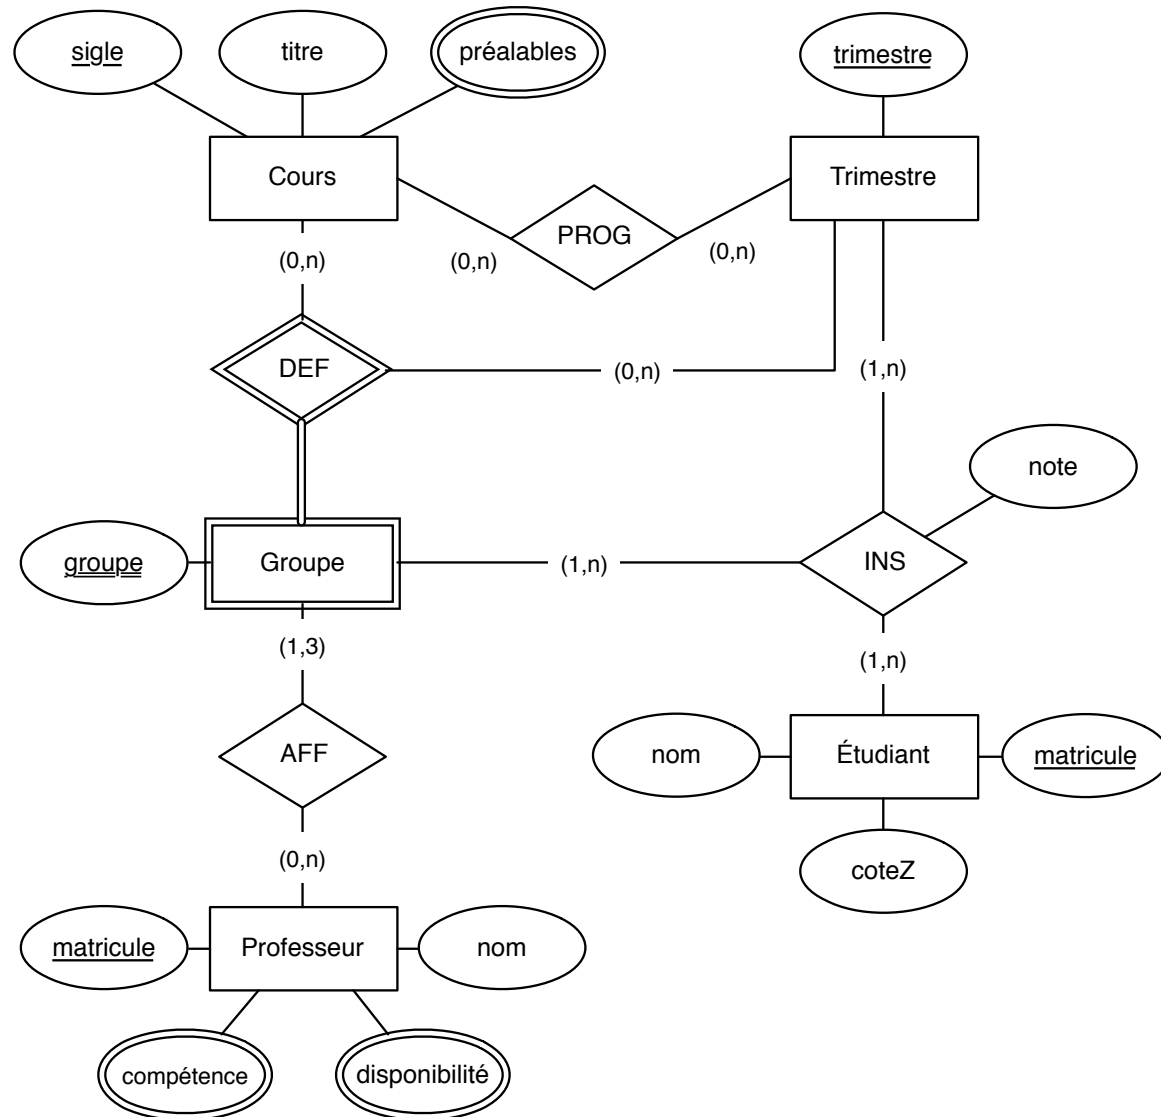 sigle
titre
préalables
trimestre
Cours
Trimestre
PROG
(0,n)
(0,n)
(0,n)
DEF
(0,n)
(1,n)
note
groupe
Groupe
(1,n)
INS
(1,3)
(1,n)
AFF
nom
Étudiant
matricule
(0,n)
coteZ
matricule
Professeur
nom
compétence
disponibilité